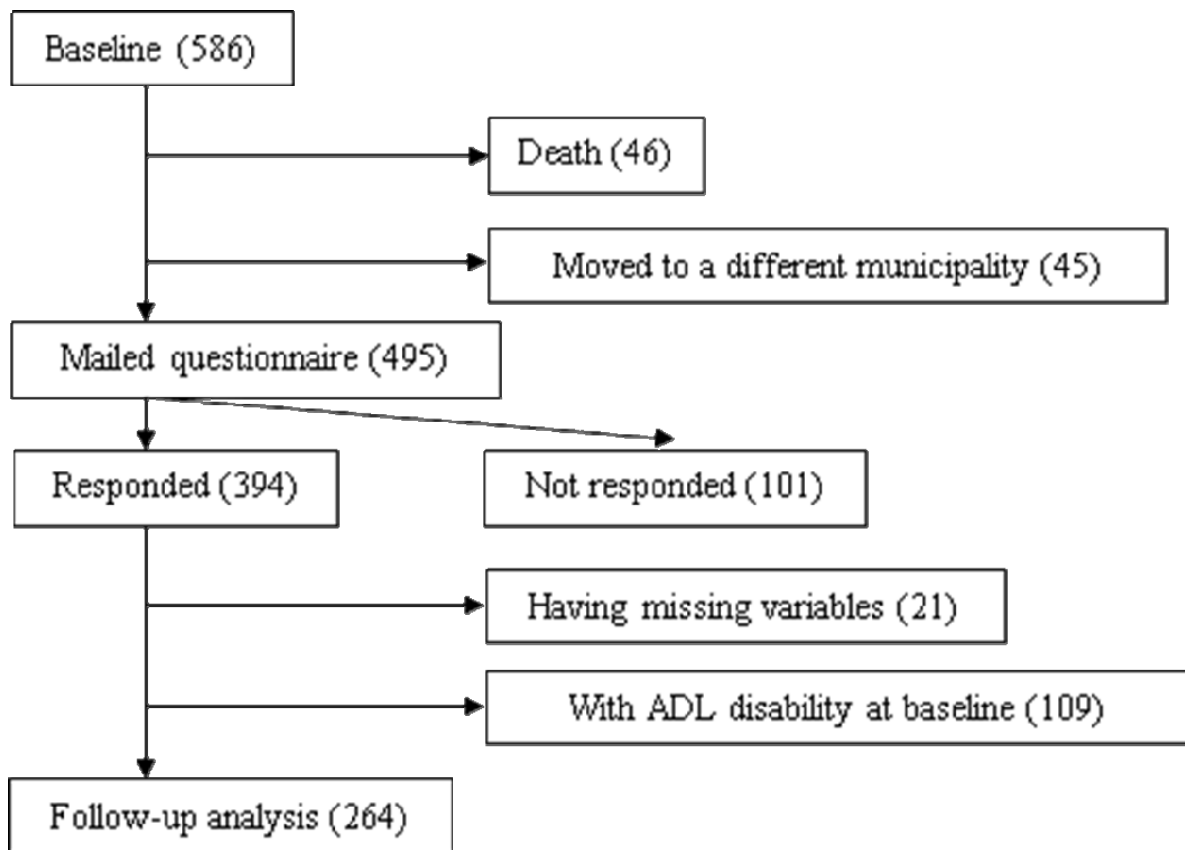 Baseline (586)
Death (46)
Moved to a different municipality (45)
Mailed questionnaire (495)
Responded (394)
Not responded (101)
Having missing variables (21)
With ADL disability at baseline (109)
Follow-up analysis (264)